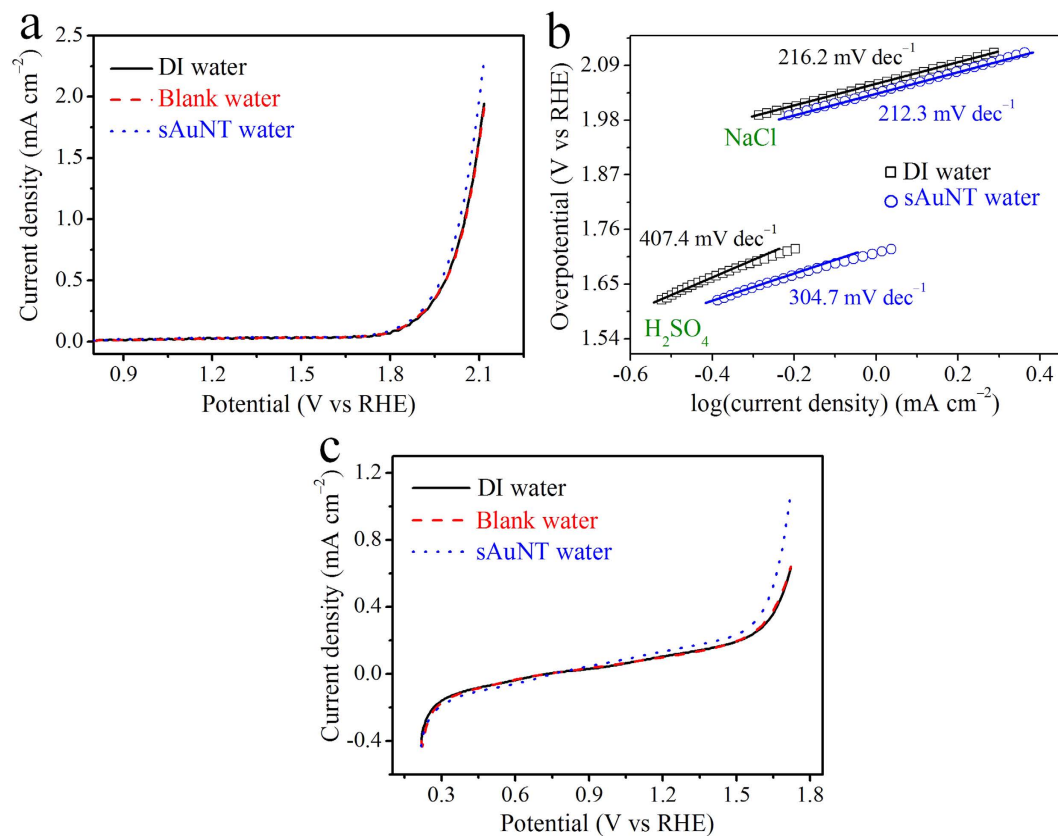 a
2.5
2.0
1.5
1.0
0.5
0.0
Current density (mA cm⁻²)
DI water
Blank water
sAuNT water
0.9 1.2 1.5 1.8 2.1
Potential (V vs RHE)
b
2.09
1.98
1.87
1.76
1.65
1.54
Overpotential (V vs RHE)
216.2 mV dec⁻¹
212.3 mV dec⁻¹
NaCl
DI water
sAuNT water
407.4 mV dec⁻¹
304.7 mV dec⁻¹
H₂SO₄
-0.6 -0.4 -0.2 0.0 0.2 0.4
log(current density) (mA cm⁻²)
c
1.2
0.8
0.4
0.0
-0.4
Current density (mA cm⁻²)
DI water
Blank water
sAuNT water
0.3 0.6 0.9 1.2 1.5 1.8
Potential (V vs RHE)